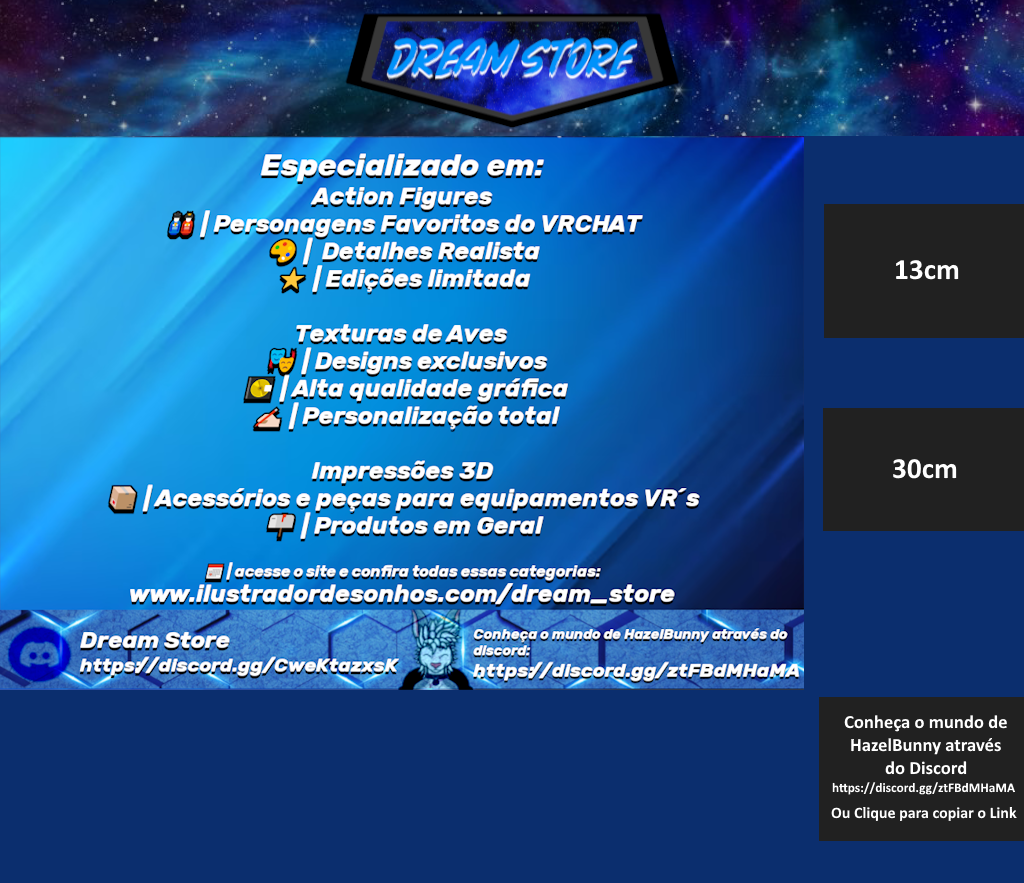 DREAM STORE
Especializado em:
Action Figures
| Personagens Favoritos do VRCHAT
| Detalhes Realista
| Edições limitada
Texturas de Aves
| Designs exclusivos
| Alta qualidade gráfica
| Personalização total
Impressões 3D
| Acessórios e peças para equipamentos VR´s
| Produtos em Geral
| acesse o site e confira todas essas categorias:
www.ilustradordesonhos.com/dream_store
Dream Store
https://discord.gg/CweKtazxsK
Conheça o mundo de HazelBunny através do
discord:
https://discord.gg/ztFBdMHaMA
13cm
30cm
Conheça o mundo de
HazelBunny através
do Discord
https://discord.gg/ztFBdMHaMA
Ou Clique para copiar o Link